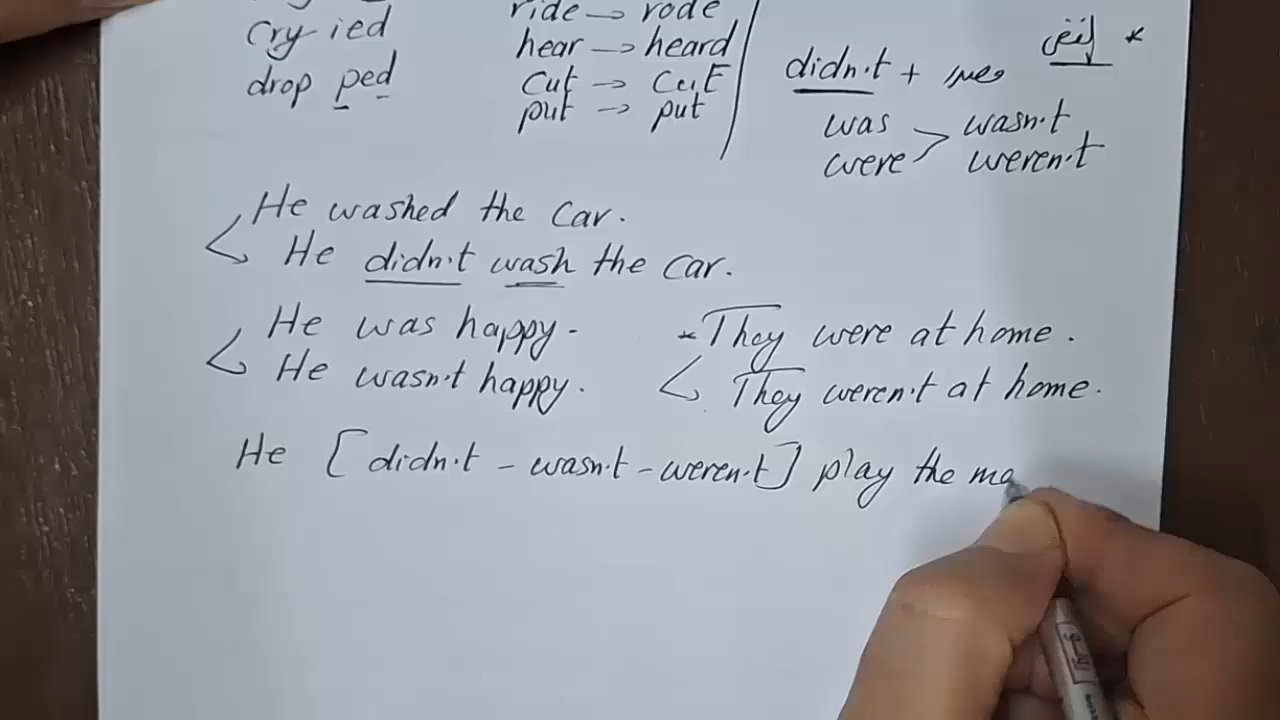 cry ied
drop ped
ride → rode
hear → heard
cut → cut
put → put
* النفي
didn't + مصدر
was
were > wasn't
weren't
He washed the car.
He didn't wash the car.
He was happy.
He wasn't happy.
* They were at home.
They weren't at home.
He [didn't - wasn't - weren't] play the ma